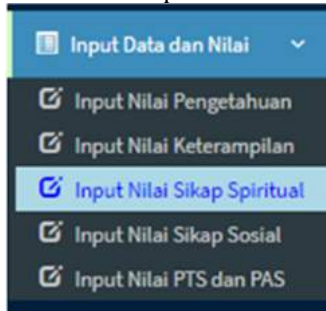 Input Data dan Nilai
Input Nilai Pengetahuan
Input Nilai Keterampilan
Input Nilai Sikap Spiritual
Input Nilai Sikap Sosial
Input Nilai PTS dan PAS